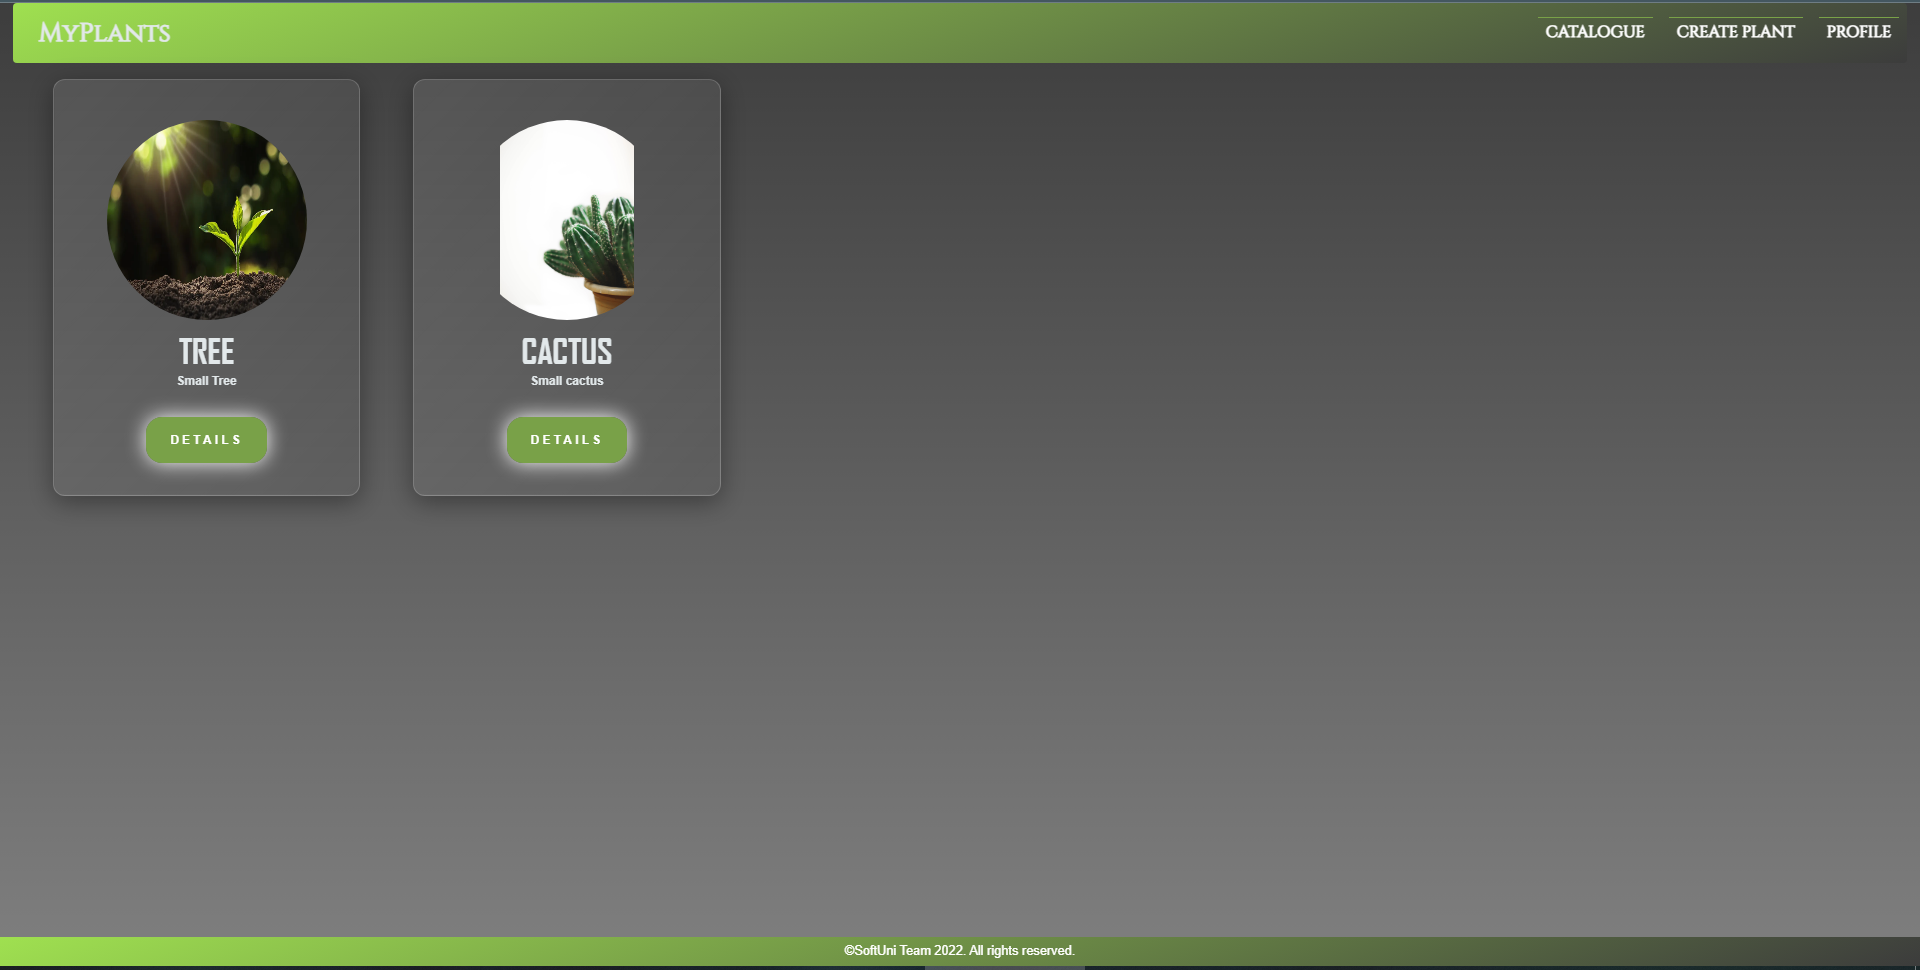 MyPlants
CATALOGUE
CREATE PLANT
PROFILE
TREE
Small Tree
DETAILS
CACTUS
Small cactus
DETAILS
©SoftUni Team 2022. All rights reserved.